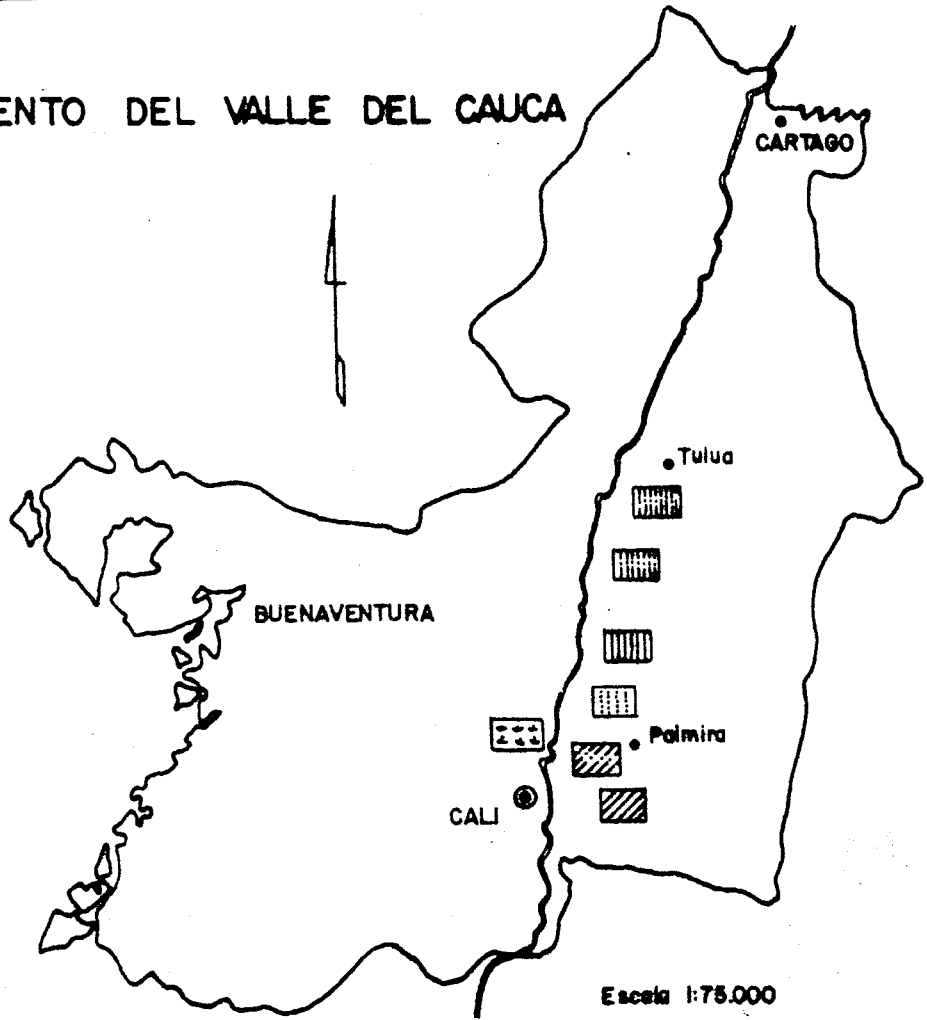 ENTO DEL VALLE DEL CAUCA
CARTAGO
Tulua
BUENAVENTURA
Palmira
CALI
Escala 1:75.000